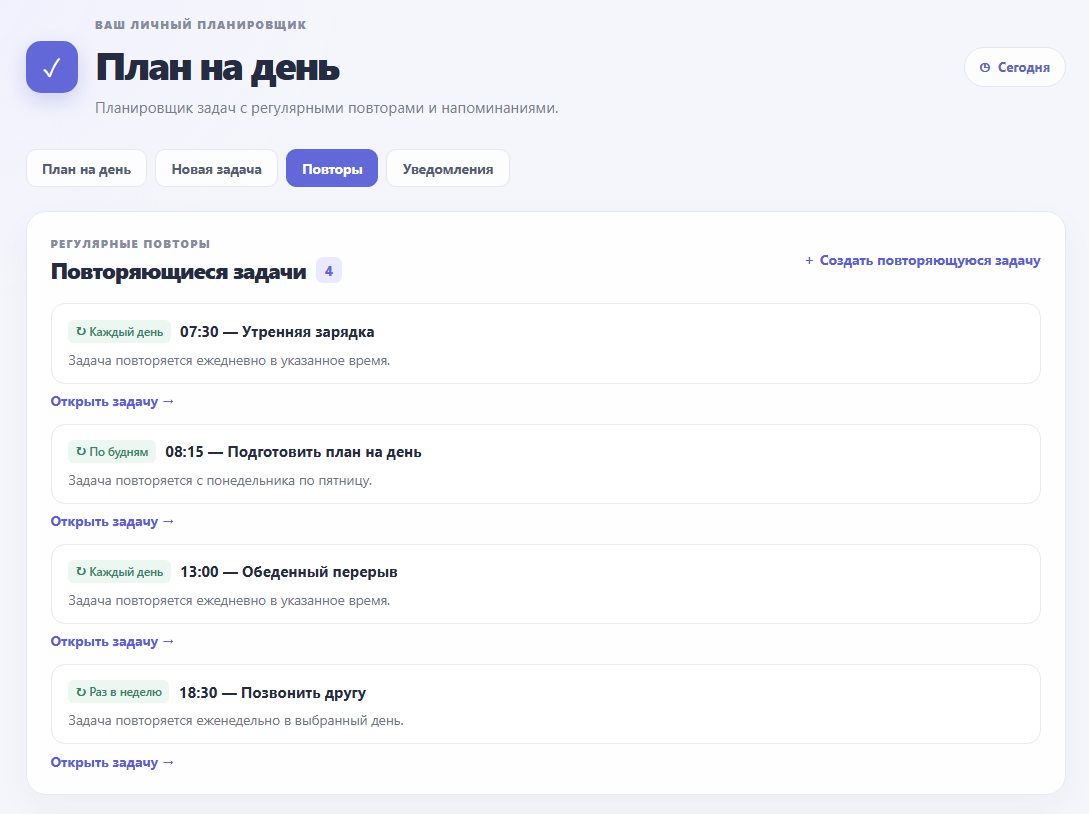 ВАШ ЛИЧНЫЙ ПЛАНИРОВЩИК
✓
План на день
Планировщик задач с регулярными повторами и напоминаниями.
◷ Сегодня
План на день
Новая задача
Повторы
Уведомления
РЕГУЛЯРНЫЕ ПОВТОРЫ
Повторяющиеся задачи 4
+ Создать повторяющуюся задачу
↻ Каждый день 07:30 — Утренняя зарядка
Задача повторяется ежедневно в указанное время.
Открыть задачу →
↻ По будням 08:15 — Подготовить план на день
Задача повторяется с понедельника по пятницу.
Открыть задачу →
↻ Каждый день 13:00 — Обеденный перерыв
Задача повторяется ежедневно в указанное время.
Открыть задачу →
↻ Раз в неделю 18:30 — Позвонить другу
Задача повторяется еженедельно в выбранный день.
Открыть задачу →